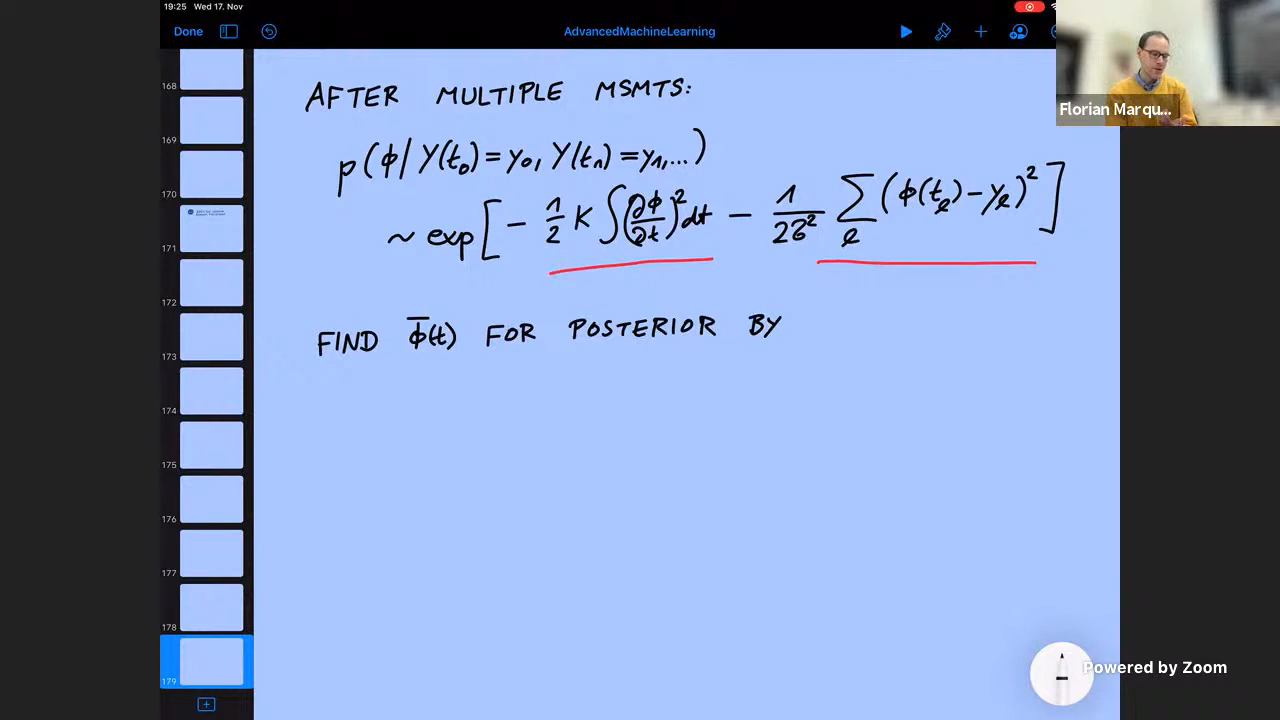 19:25 Wed 17. Nov
Done
AdvancedMachineLearning
Florian Marqu...
168
169
170
171
172
173
174
175
176
177
178
179
AFTER MULTIPLE MSMTS:
p(ϕ| Y(t₀)=y₀, Y(t₁)=y₁,...)
~ exp[ - 1/2 K ∫(∂ϕ/∂t)² dt - 1/2σ² Σ_ℓ (ϕ(t_ℓ)-y_ℓ)² ]
FIND ϕ̄(t) FOR POSTERIOR BY
Powered by Zoom